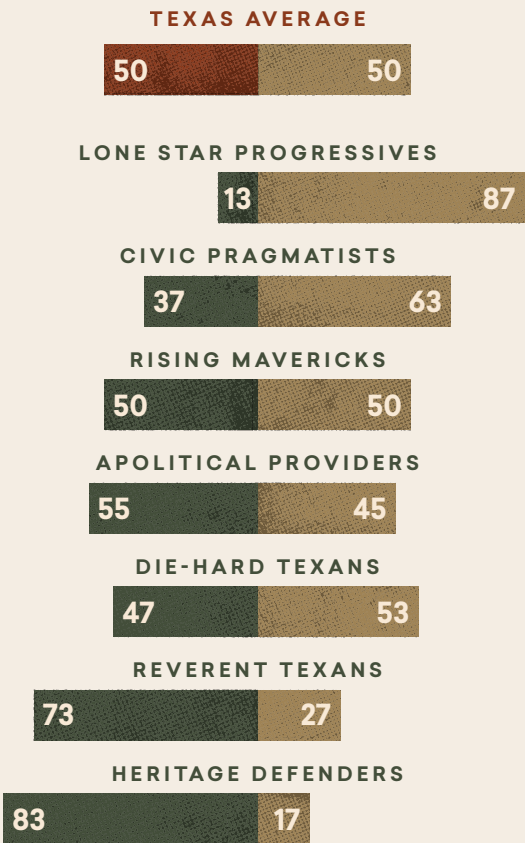 TEXAS AVERAGE
50 50
LONE STAR PROGRESSIVES
13 87
CIVIC PRAGMATISTS
37 63
RISING MAVERICKS
50 50
APOLITICAL PROVIDERS
55 45
DIE-HARD TEXANS
47 53
REVERENT TEXANS
73 27
HERITAGE DEFENDERS
83 17